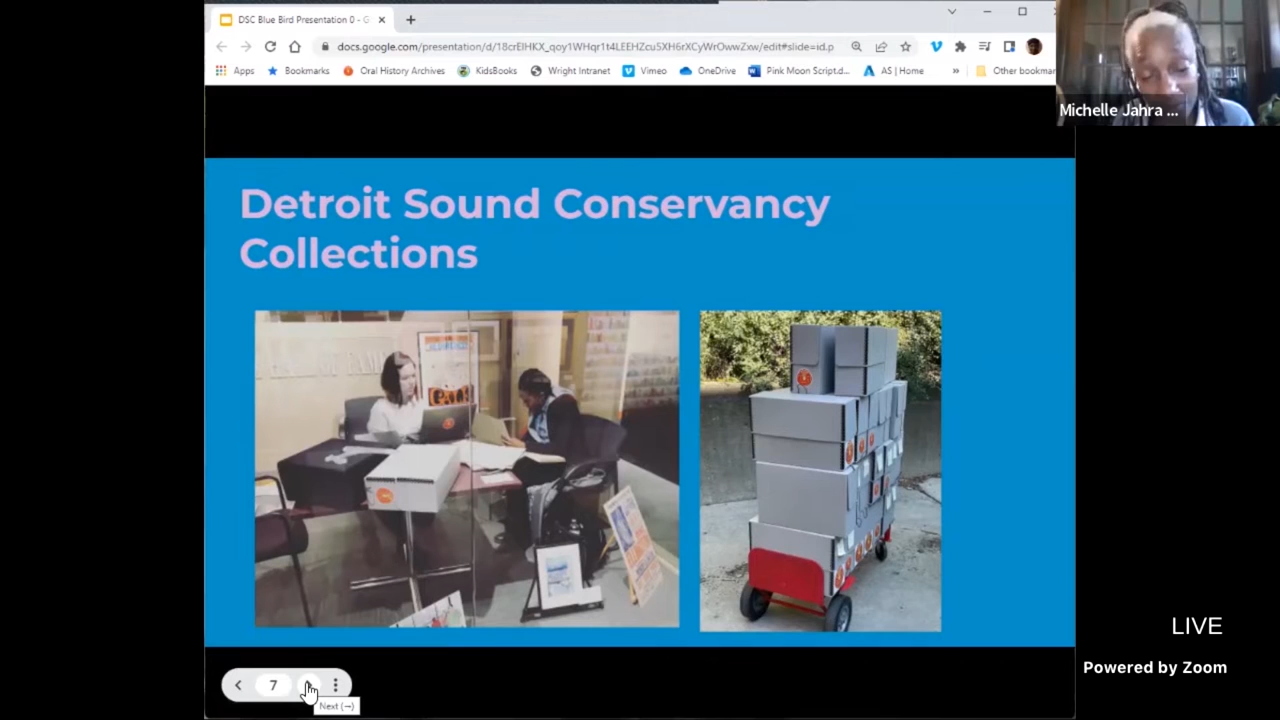 DSC Blue Bird Presentation 0 - G
docs.google.com/presentation/d/18crEIHKX_qoy1WHqr1t4LEEHZcu5XH6rXCyWrOwwZxw/edit#slide=id.p
Apps
Bookmarks
Oral History Archives
KidsBooks
Wright Intranet
Vimeo
OneDrive
Pink Moon Script.d...
AS | Home
»
Other bookmar
Michelle Jahra ...
Detroit Sound Conservancy
Collections
7
Next (→)
LIVE
Powered by Zoom